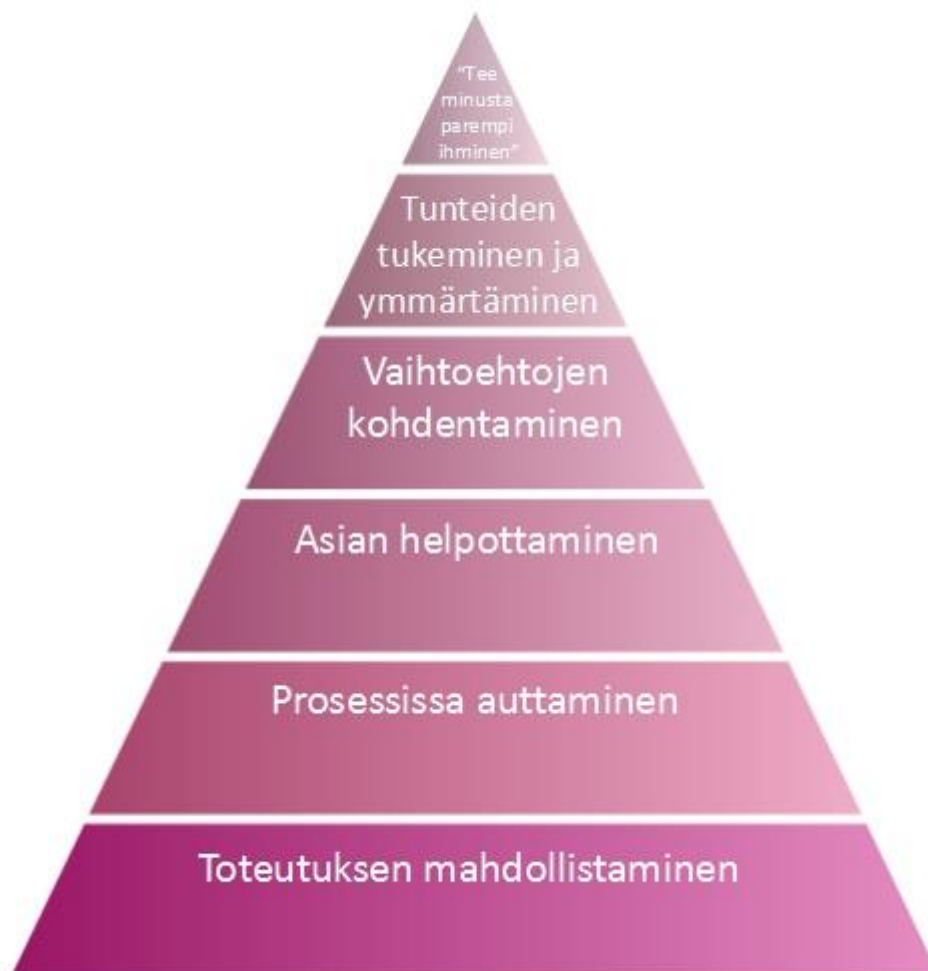 "Tee
minusta
parempi
ihminen"
Tunteiden
tukeminen ja
ymmärtäminen
Vaihtoehtojen
kohdentaminen
Asian helpottaminen
Prosessissa auttaminen
Toteutuksen mahdollistaminen